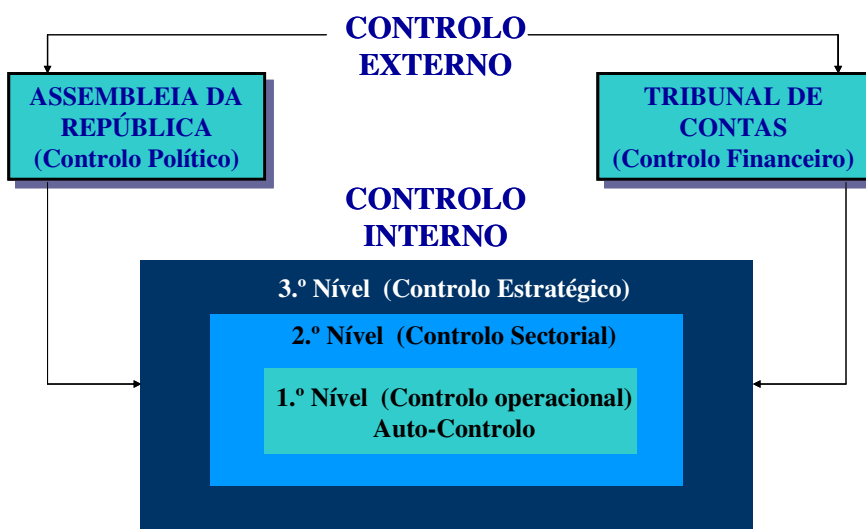 CONTROLO
EXTERNO
ASSEMBLEIA DA
REPÚBLICA
(Controlo Político)
TRIBUNAL DE
CONTAS
(Controlo Financeiro)
CONTROLO
INTERNO
3.º Nível (Controlo Estratégico)
2.º Nível (Controlo Sectorial)
1.º Nível (Controlo operacional)
Auto-Controlo